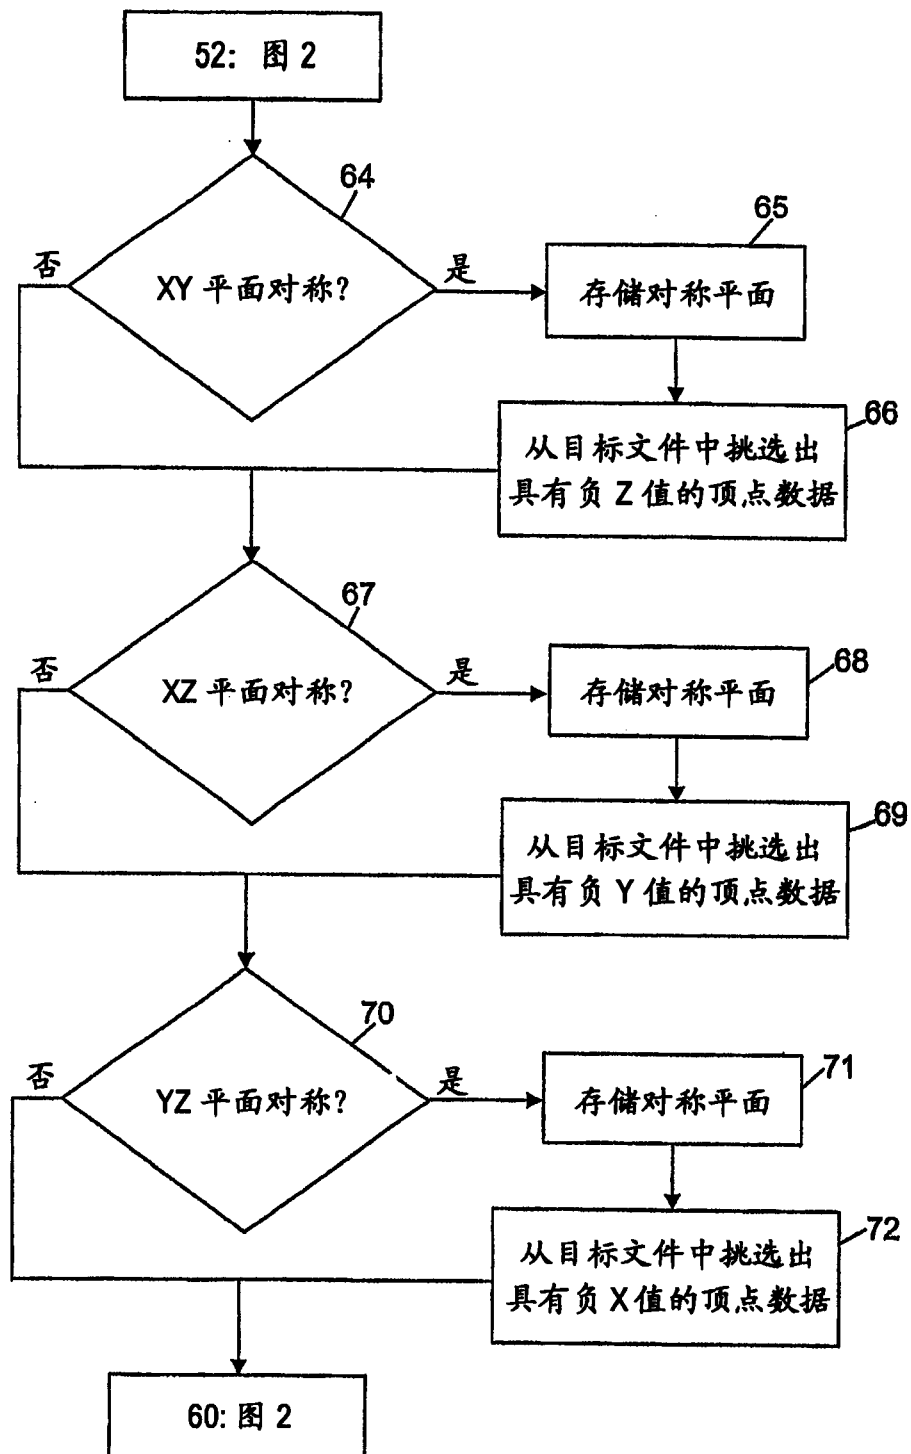 52: 图 2
64
否
XY 平面对称?
是
65
存储对称平面
66
从目标文件中挑选出
具有负 Z 值的顶点数据
67
否
XZ 平面对称?
是
68
存储对称平面
69
从目标文件中挑选出
具有负 Y 值的顶点数据
70
否
YZ 平面对称?
是
71
存储对称平面
72
从目标文件中挑选出
具有负 X 值的顶点数据
60: 图 2